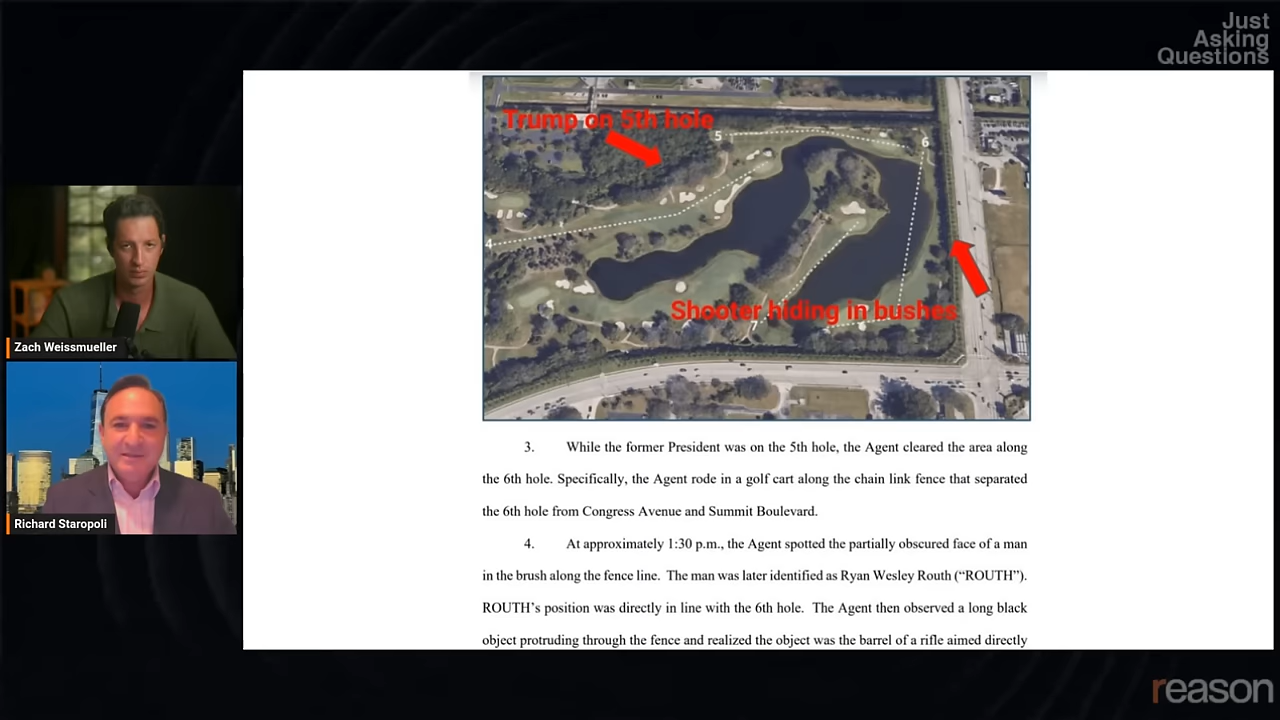 Just
Asking
Questions
Trump on 5th hole
5
6
4
Shooter hiding in bushes
7
3. While the former President was on the 5th hole, the Agent cleared the area along
the 6th hole. Specifically, the Agent rode in a golf cart along the chain link fence that separated
the 6th hole from Congress Avenue and Summit Boulevard.
4. At approximately 1:30 p.m., the Agent spotted the partially obscured face of a man
in the brush along the fence line. The man was later identified as Ryan Wesley Routh (“ROUTH”).
ROUTH’s position was directly in line with the 6th hole. The Agent then observed a long black
object protruding through the fence and realized the object was the barrel of a rifle aimed directly
Zach Weissmueller
Richard Staropoli
reason